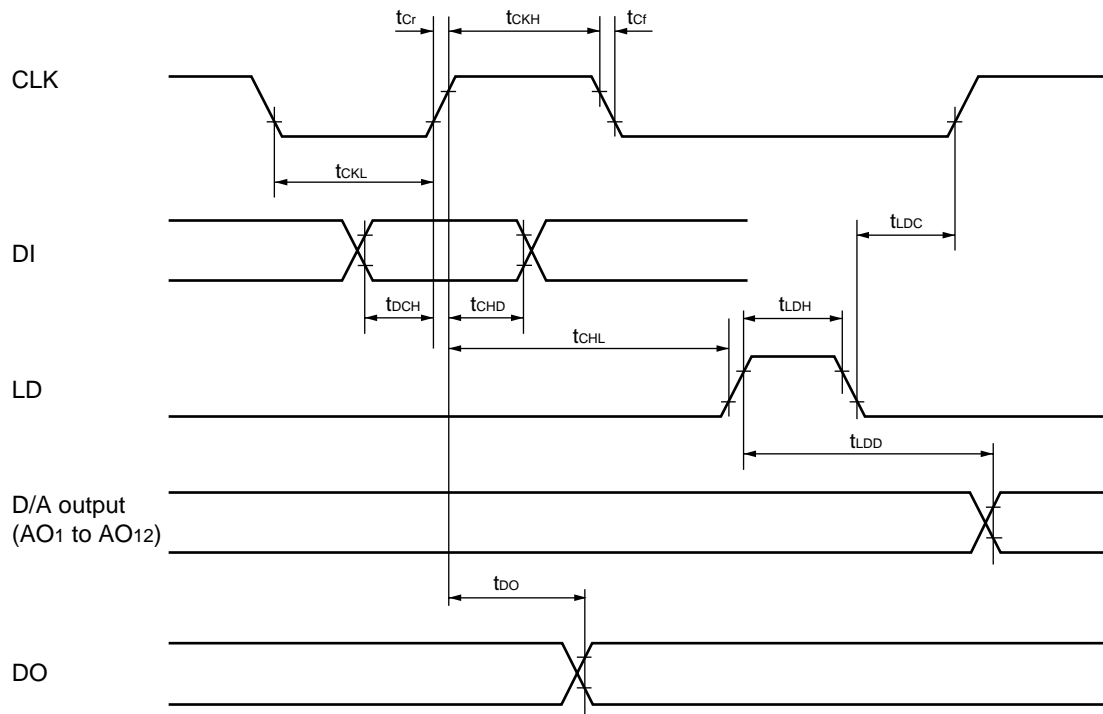 tCr tCKH tCf
CLK
tCKL
tLDC
DI
tDCH tCHD tLDH
tCHL
LD
tLDD
D/A output
(AO1 to AO12)
tDO
DO